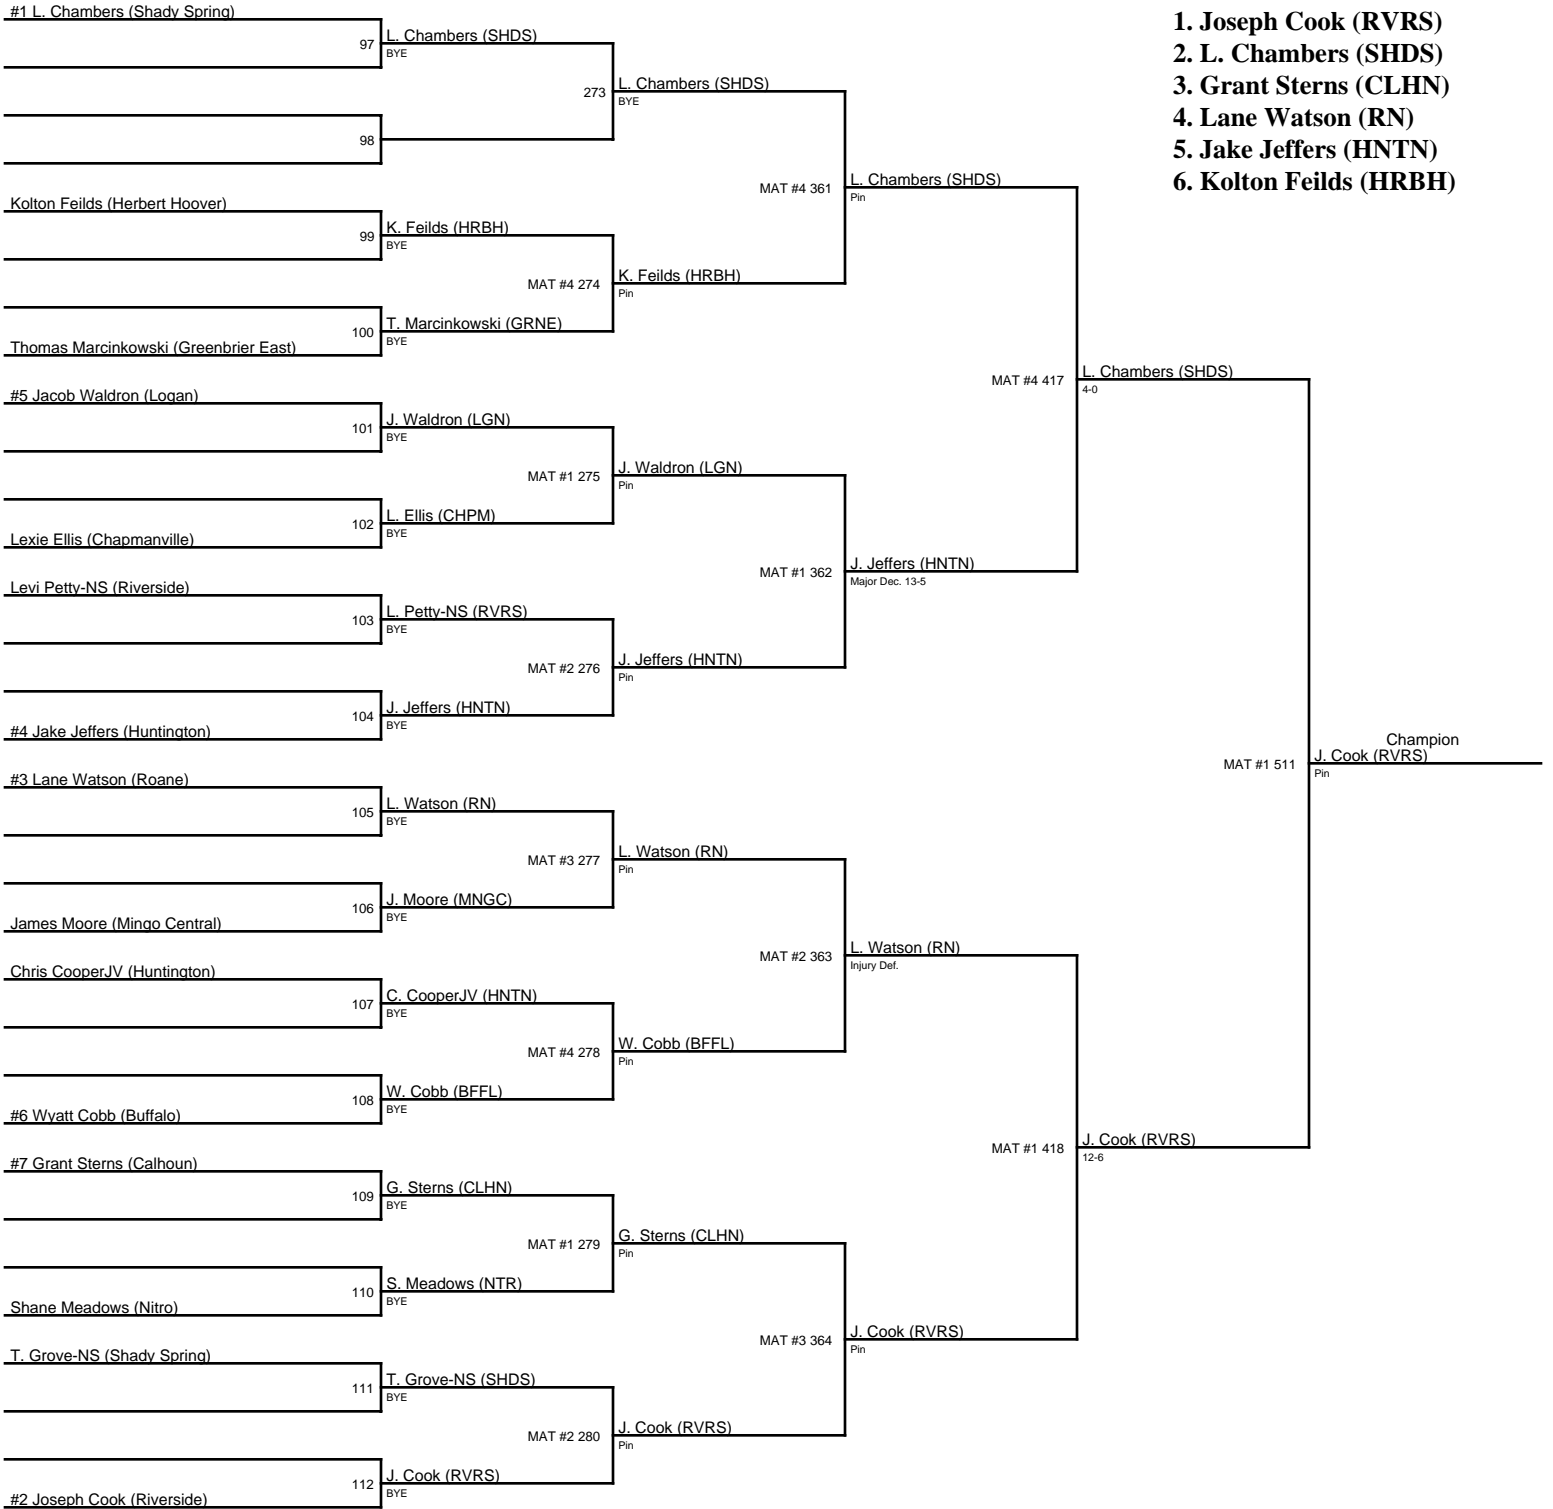 #1 L. Chambers (Shady Spring)
97
L. Chambers (SHDS)
BYE
273
L. Chambers (SHDS)
BYE
98
MAT #4 361
L. Chambers (SHDS)
Pin
Kolton Feilds (Herbert Hoover)
99
K. Feilds (HRBH)
BYE
MAT #4 274
K. Feilds (HRBH)
Pin
100
T. Marcinkowski (GRNE)
BYE
Thomas Marcinkowski (Greenbrier East)
MAT #4 417
L. Chambers (SHDS)
4-0
#5 Jacob Waldron (Logan)
101
J. Waldron (LGN)
BYE
MAT #1 275
J. Waldron (LGN)
Pin
102
L. Ellis (CHPM)
BYE
Lexie Ellis (Chapmanville)
MAT #1 362
J. Jeffers (HNTN)
Major Dec. 13-5
Levi Petty-NS (Riverside)
103
L. Petty-NS (RVRS)
BYE
MAT #2 276
J. Jeffers (HNTN)
Pin
104
J. Jeffers (HNTN)
BYE
#4 Jake Jeffers (Huntington)
Champion
MAT #1 511
J. Cook (RVRS)
Pin
#3 Lane Watson (Roane)
105
L. Watson (RN)
BYE
MAT #3 277
L. Watson (RN)
Pin
106
J. Moore (MNGC)
BYE
James Moore (Mingo Central)
MAT #2 363
L. Watson (RN)
Injury Def.
Chris CooperJV (Huntington)
107
C. CooperJV (HNTN)
BYE
MAT #4 278
W. Cobb (BFFL)
Pin
108
W. Cobb (BFFL)
BYE
#6 Wyatt Cobb (Buffalo)
MAT #1 418
J. Cook (RVRS)
12-6
#7 Grant Sterns (Calhoun)
109
G. Sterns (CLHN)
BYE
MAT #1 279
G. Sterns (CLHN)
Pin
110
S. Meadows (NTR)
BYE
Shane Meadows (Nitro)
MAT #3 364
J. Cook (RVRS)
Pin
T. Grove-NS (Shady Spring)
111
T. Grove-NS (SHDS)
BYE
MAT #2 280
J. Cook (RVRS)
Pin
112
J. Cook (RVRS)
BYE
#2 Joseph Cook (Riverside)
1. Joseph Cook (RVRS)
2. L. Chambers (SHDS)
3. Grant Sterns (CLHN)
4. Lane Watson (RN)
5. Jake Jeffers (HNTN)
6. Kolton Feilds (HRBH)